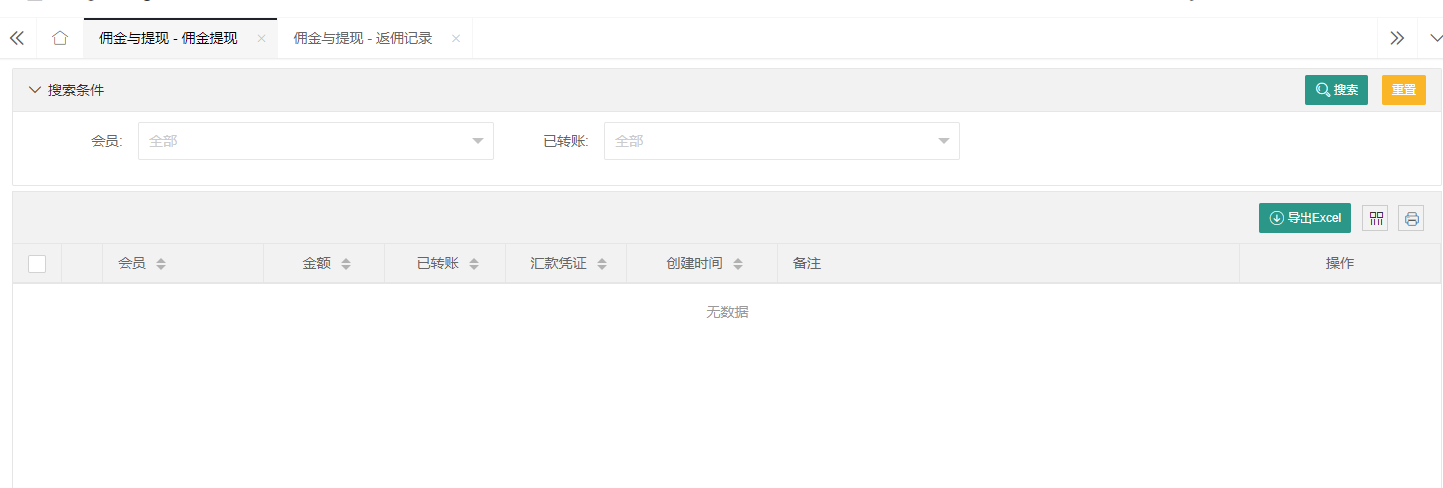 佣金与提现 - 佣金提现 佣金与提现 - 返佣记录
搜索条件 搜索 重置
会员: 全部 已转账: 全部
导出Excel
会员 金额 已转账 汇款凭证 创建时间 备注 操作
无数据